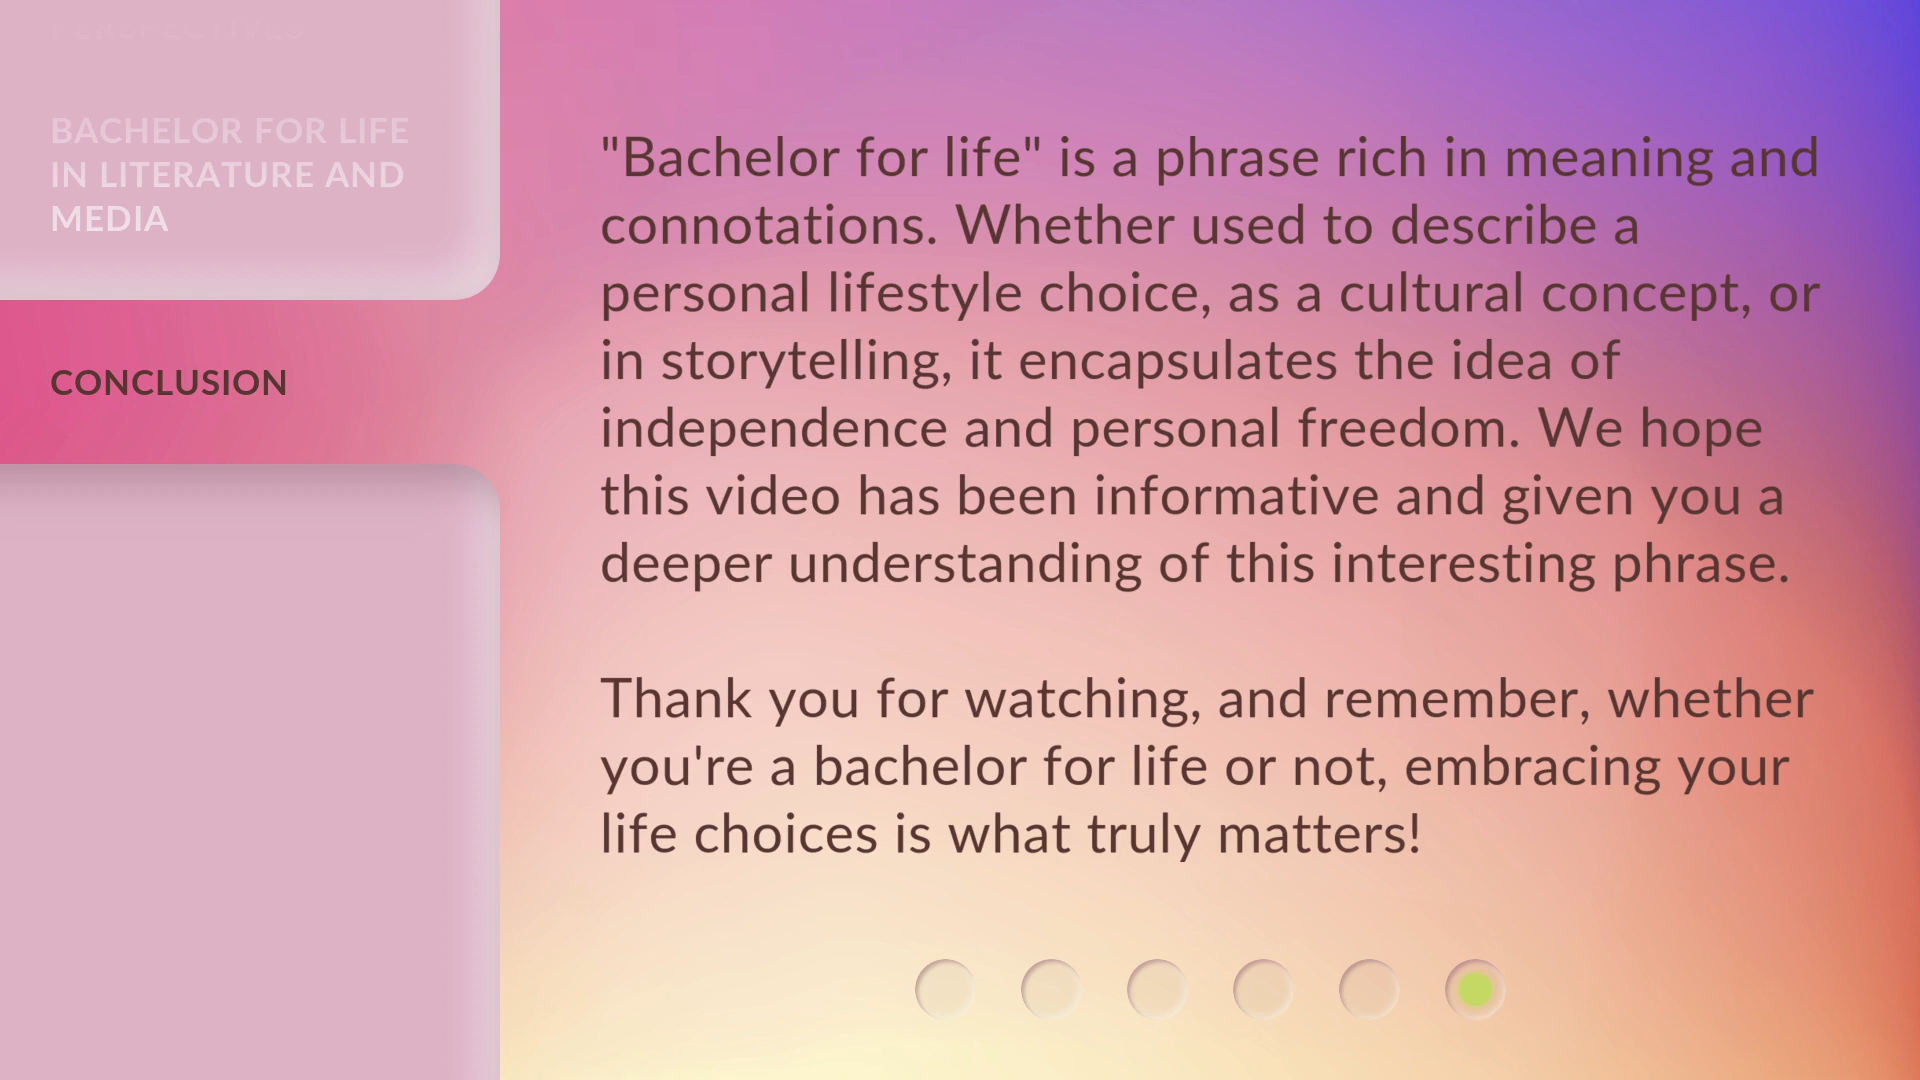 PERSPECTIVES
BACHELOR FOR LIFE
IN LITERATURE AND
MEDIA
CONCLUSION
"Bachelor for life" is a phrase rich in meaning and
connotations. Whether used to describe a
personal lifestyle choice, as a cultural concept, or
in storytelling, it encapsulates the idea of
independence and personal freedom. We hope
this video has been informative and given you a
deeper understanding of this interesting phrase.
Thank you for watching, and remember, whether
you're a bachelor for life or not, embracing your
life choices is what truly matters!